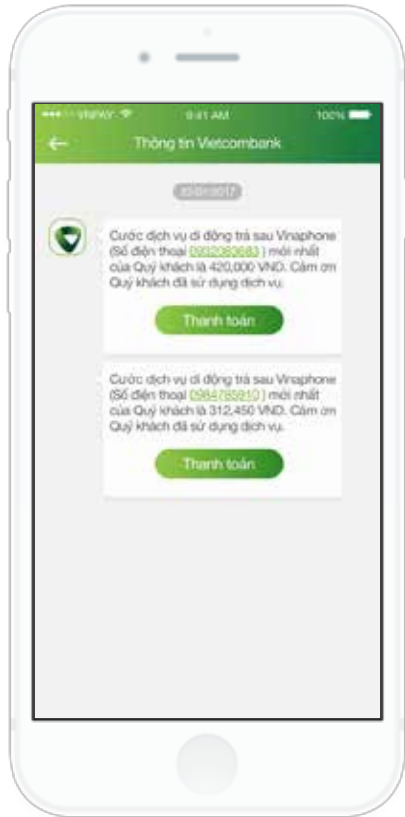 VNPAY 9:41 AM 100%
Thông tin Vietcombank
Cước dịch vụ di động trả sau Vinaphone
(Số điện thoại 0932083683 ) mới nhất
của Quý khách là 420,000 VND. Cảm ơn
Quý khách đã sử dụng dịch vụ.
Thanh toán
Cước dịch vụ di động trả sau Vinaphone
(Số điện thoại 0984785910 ) mới nhất
của Quý khách là 312,450 VND. Cảm ơn
Quý khách đã sử dụng dịch vụ.
Thanh toán